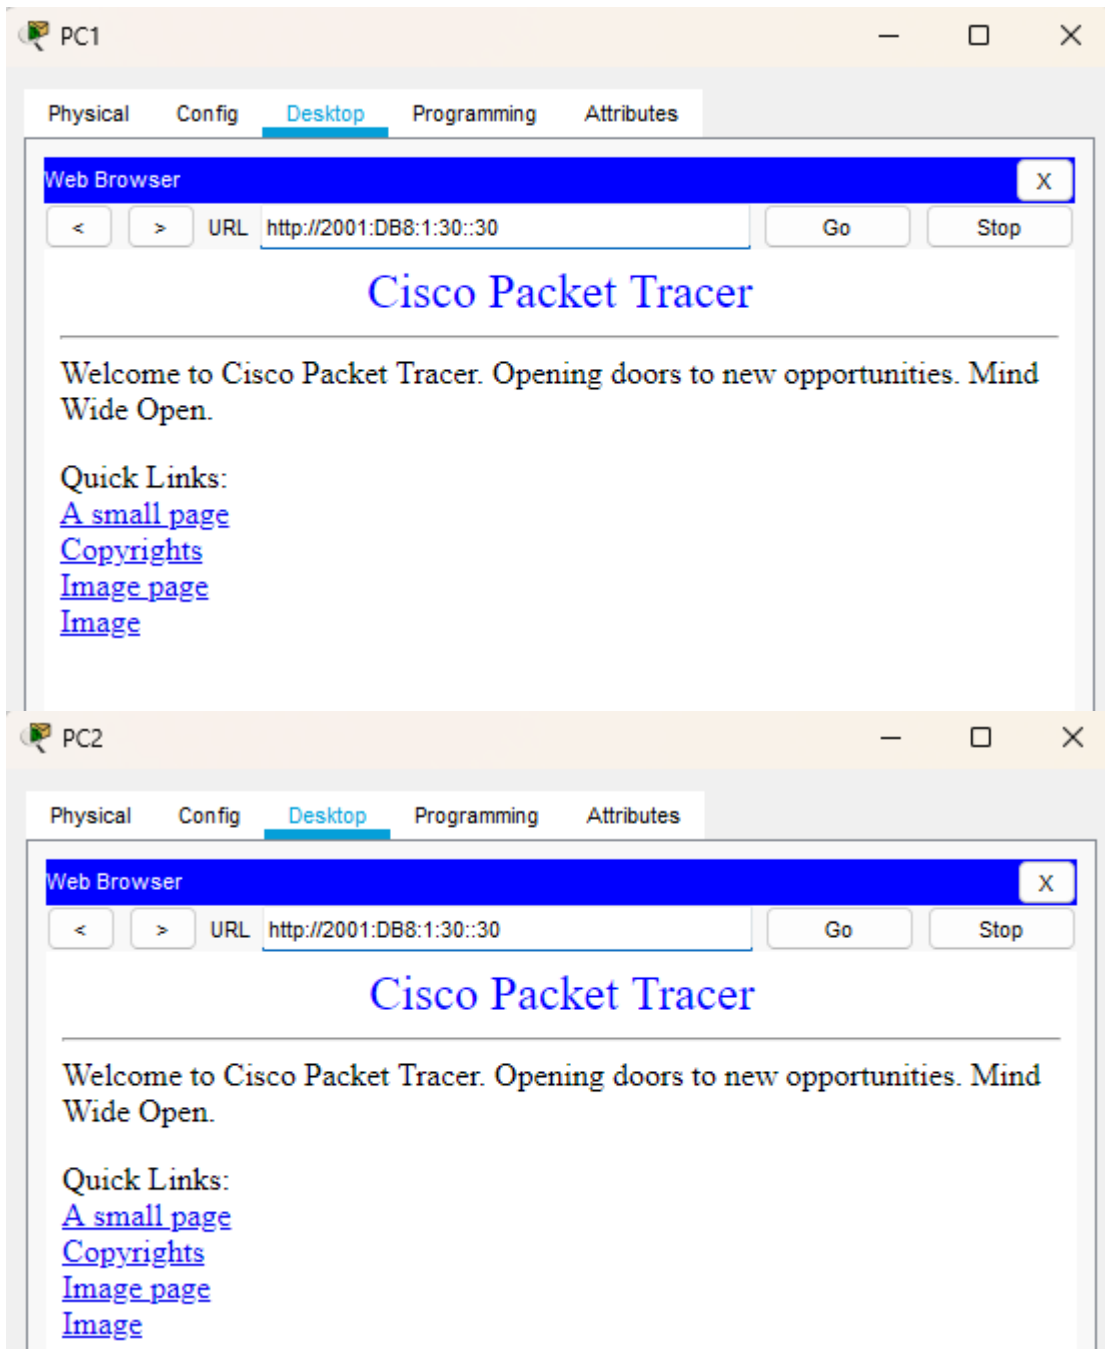 PC1
Physical Config Desktop Programming Attributes
Web Browser X
< > URL http://2001:DB8:1:30::30 Go Stop
Cisco Packet Tracer
Welcome to Cisco Packet Tracer. Opening doors to new opportunities. Mind
Wide Open.
Quick Links:
A small page
Copyrights
Image page
Image
PC2
Physical Config Desktop Programming Attributes
Web Browser X
< > URL http://2001:DB8:1:30::30 Go Stop
Cisco Packet Tracer
Welcome to Cisco Packet Tracer. Opening doors to new opportunities. Mind
Wide Open.
Quick Links:
A small page
Copyrights
Image page
Image